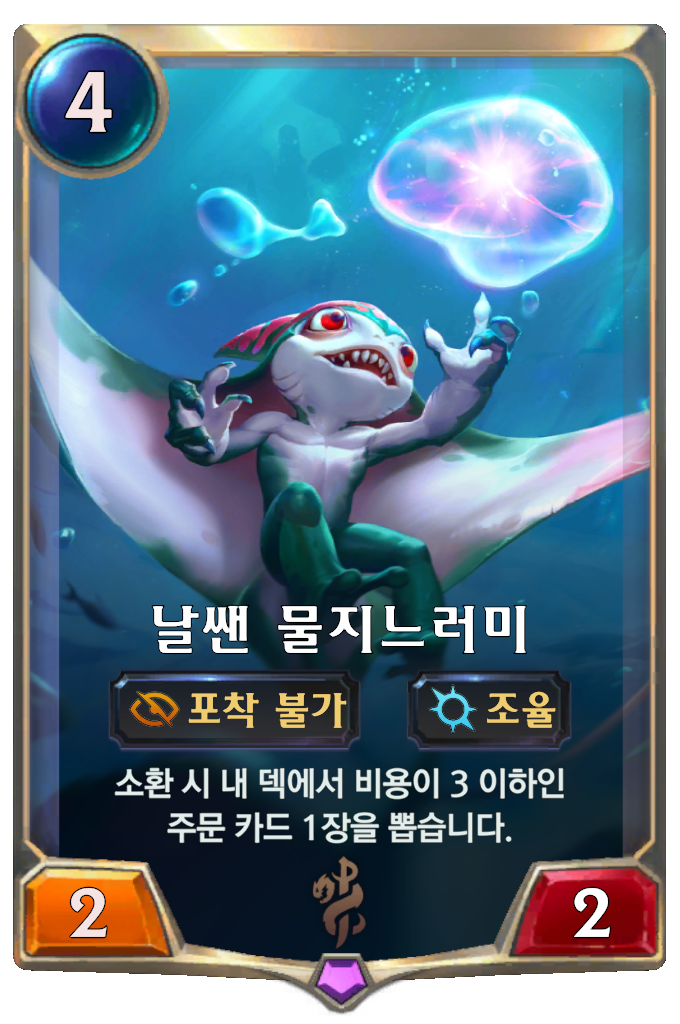 4
날쌘 물지느러미
포착 불가 조율
소환 시 내 덱에서 비용이 3 이하인
주문 카드 1장을 뽑습니다.
2 2